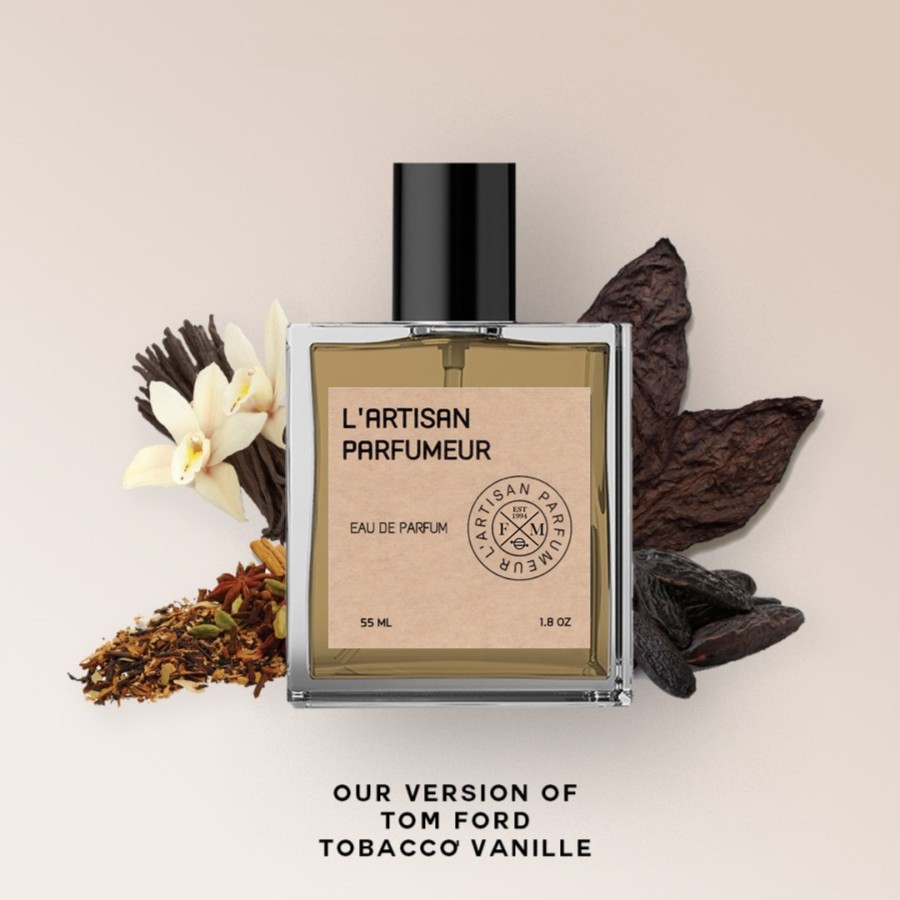 L'ARTISAN
PARFUMEUR
L'ARTISAN PARFUMEUR
EST
1994
F M
EAU DE PARFUM
55 ML
1.8 OZ
OUR VERSION OF
TOM FORD
TOBACCO VANILLE